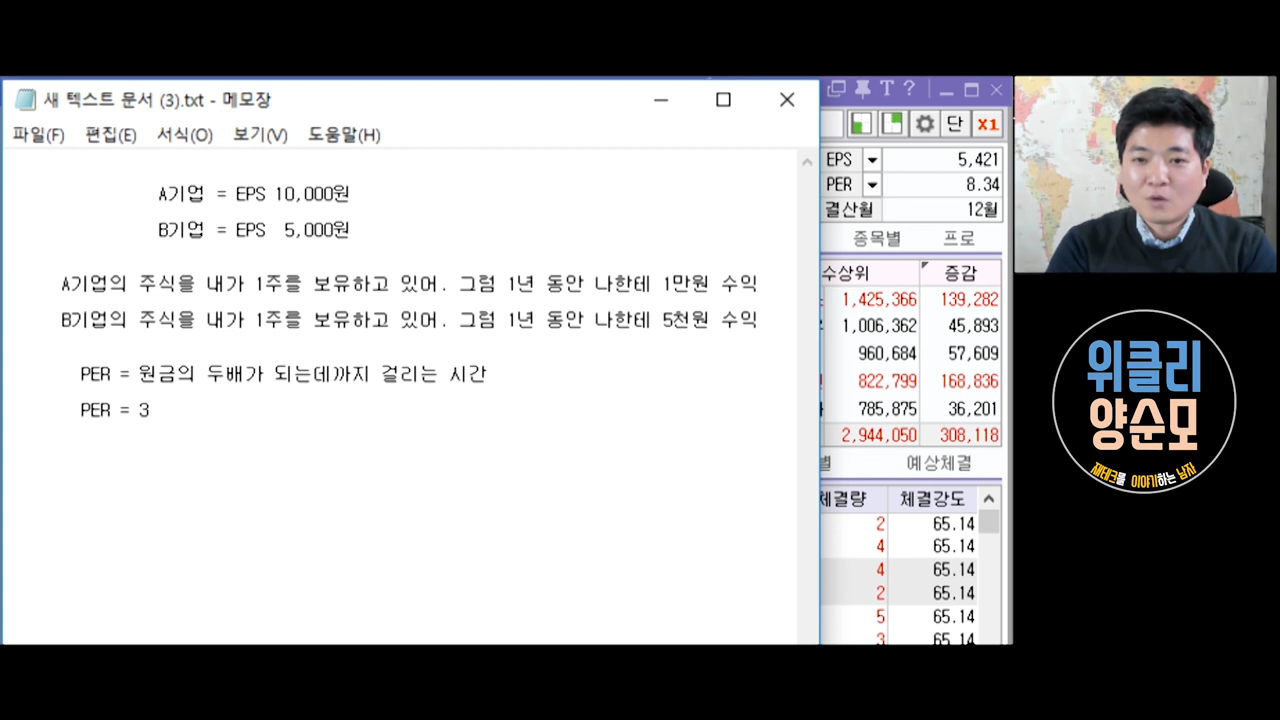 새 텍스트 문서 (3).txt - 메모장
파일(F) 편집(E) 서식(O) 보기(V) 도움말(H)
A기업 = EPS 10,000원
B기업 = EPS 5,000원
A기업의 주식을 내가 1주를 보유하고 있어. 그럼 1년 동안 나한테 1만원 수익
B기업의 주식을 내가 1주를 보유하고 있어. 그럼 1년 동안 나한테 5천원 수익
PER = 원금의 두배가 되는데까지 걸리는 시간
PER = 3
T ?
단 X1
EPS 5,421
PER 8.34
결산월 12월
종목별 프로
수상위 증감
1,425,366 139,282
1,006,362 45,893
960,684 57,609
822,799 168,836
785,875 36,201
2,944,050 308,118
별 예상체결
체결량 체결강도
2 65.14
4 65.14
4 65.14
2 65.14
5 65.14
3 65.14
위클리
양순모
재테크를 이야기하는 남자